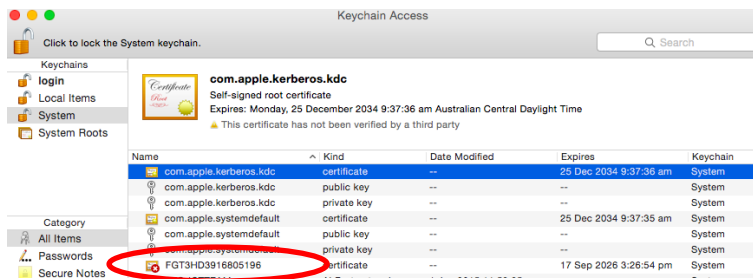 Keychain Access
Click to lock the System keychain.
Search
Keychains
login
Local Items
System
System Roots
Certificate
Root
com.apple.kerberos.kdc
Self-signed root certificate
Expires: Monday, 25 December 2034 9:37:36 am Australian Central Daylight Time
This certificate has not been verified by a third party
Name Kind Date Modified Expires Keychain
com.apple.kerberos.kdc certificate -- 25 Dec 2034 9:37:36 am System
com.apple.kerberos.kdc public key -- -- System
com.apple.kerberos.kdc private key -- -- System
com.apple.systemdefault certificate -- 25 Dec 2034 9:37:35 am System
com.apple.systemdefault public key -- -- System
com.apple.systemdefault private key -- -- System
FGT3HD3916805196 certificate -- 17 Sep 2026 3:26:54 pm System
Category
All Items
Passwords
Secure Notes